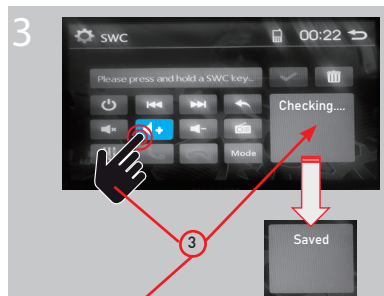 3
SWC 00:22
Please press and hold a SWC key...
Checking....
Mode
3
Saved